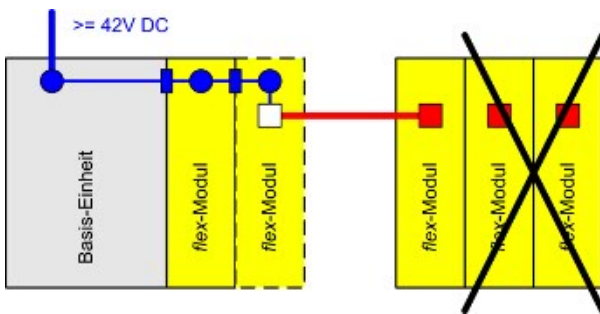 >= 42V DC
Basis-Einheit
flex-Modul
flex-Modul
flex-Modul
flex-Modul
flex-Modul